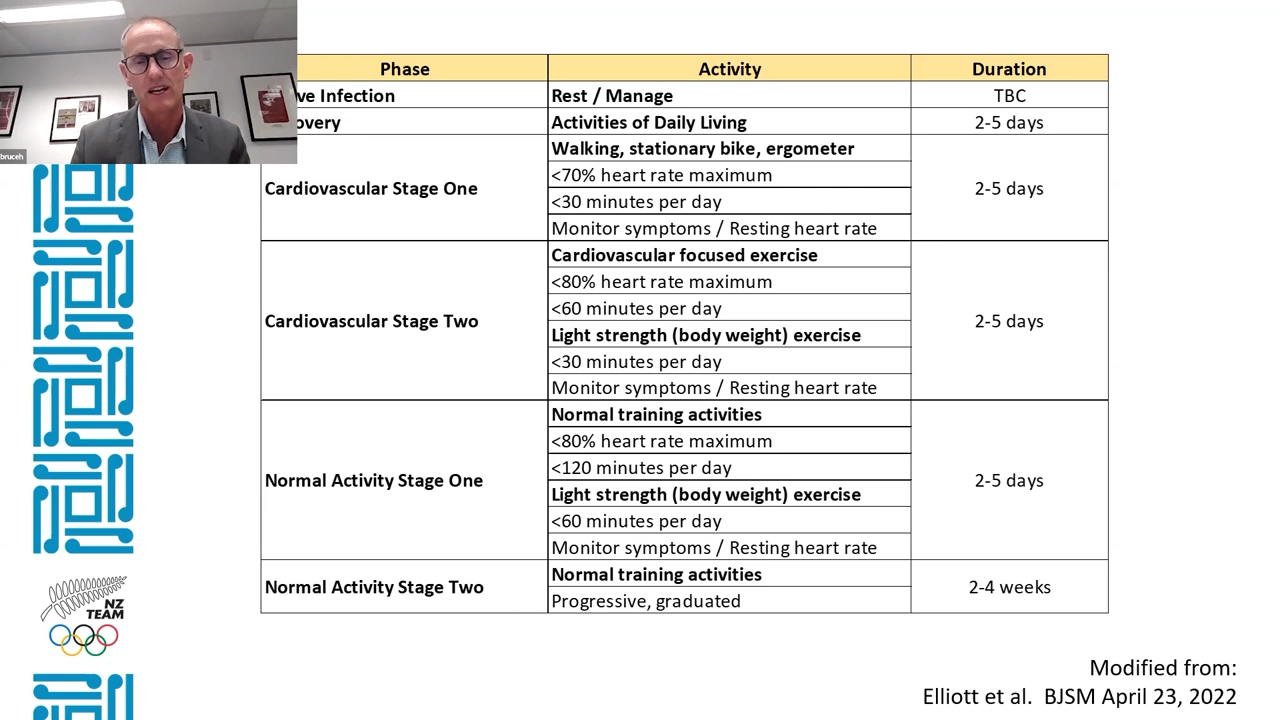 Phase Activity Duration
ve Infection Rest / Manage TBC
overy Activities of Daily Living 2-5 days
bruceh
Cardiovascular Stage One
Walking, stationary bike, ergometer
<70% heart rate maximum
<30 minutes per day
Monitor symptoms / Resting heart rate
2-5 days
Cardiovascular Stage Two
Cardiovascular focused exercise
<80% heart rate maximum
<60 minutes per day
Light strength (body weight) exercise
<30 minutes per day
Monitor symptoms / Resting heart rate
2-5 days
Normal Activity Stage One
Normal training activities
<80% heart rate maximum
<120 minutes per day
Light strength (body weight) exercise
<60 minutes per day
Monitor symptoms / Resting heart rate
2-5 days
Normal Activity Stage Two
Normal training activities
Progressive, graduated
2-4 weeks
NZ
TEAM
Modified from:
Elliott et al. BJSM April 23, 2022